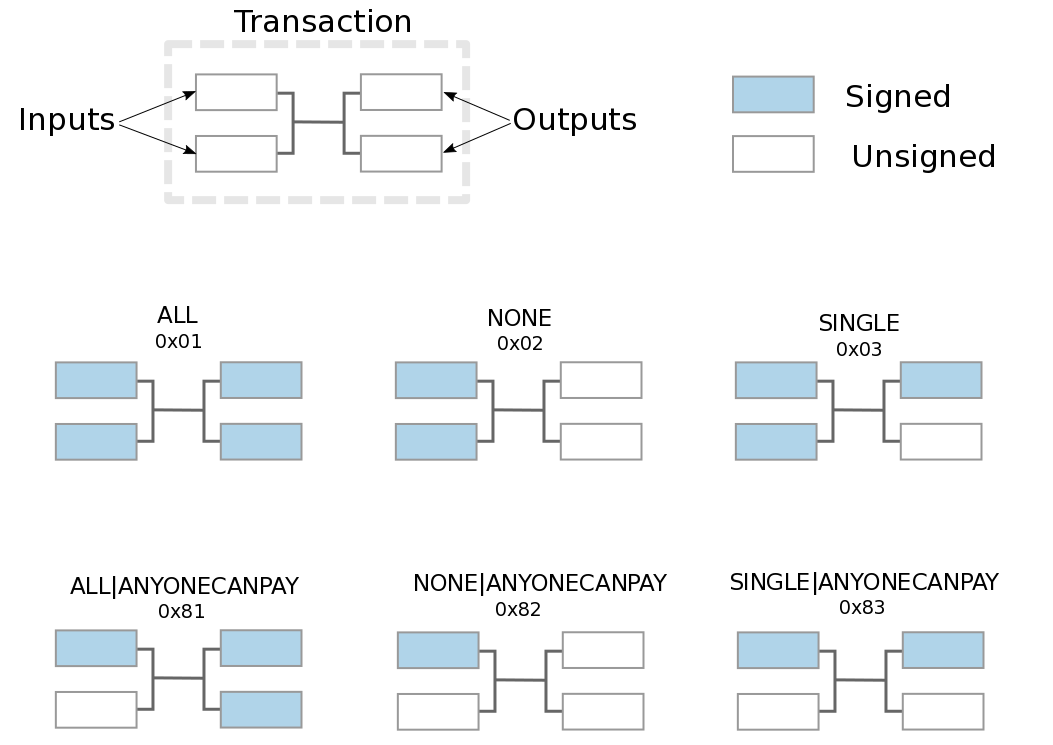 Transaction
Inputs
Outputs
Signed
Unsigned
ALL
0x01
NONE
0x02
SINGLE
0x03
ALL|ANYONECANPAY
0x81
NONE|ANYONECANPAY
0x82
SINGLE|ANYONECANPAY
0x83